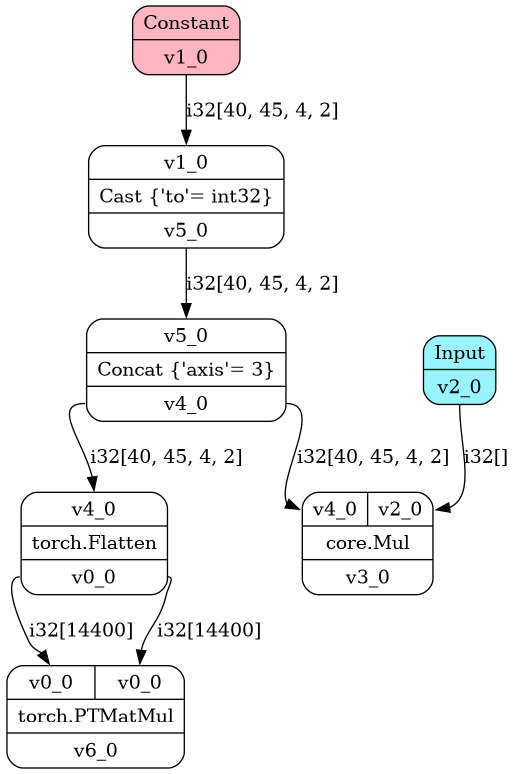 Constant
v1_0
i32[40, 45, 4, 2]
v1_0
Cast {'to'= int32}
v5_0
i32[40, 45, 4, 2]
v5_0
Concat {'axis'= 3}
v4_0
Input
v2_0
i32[40, 45, 4, 2]
i32[40, 45, 4, 2]
i32[]
v4_0
torch.Flatten
v0_0
v4_0 v2_0
core.Mul
v3_0
i32[14400]
i32[14400]
v0_0 v0_0
torch.PTMatMul
v6_0